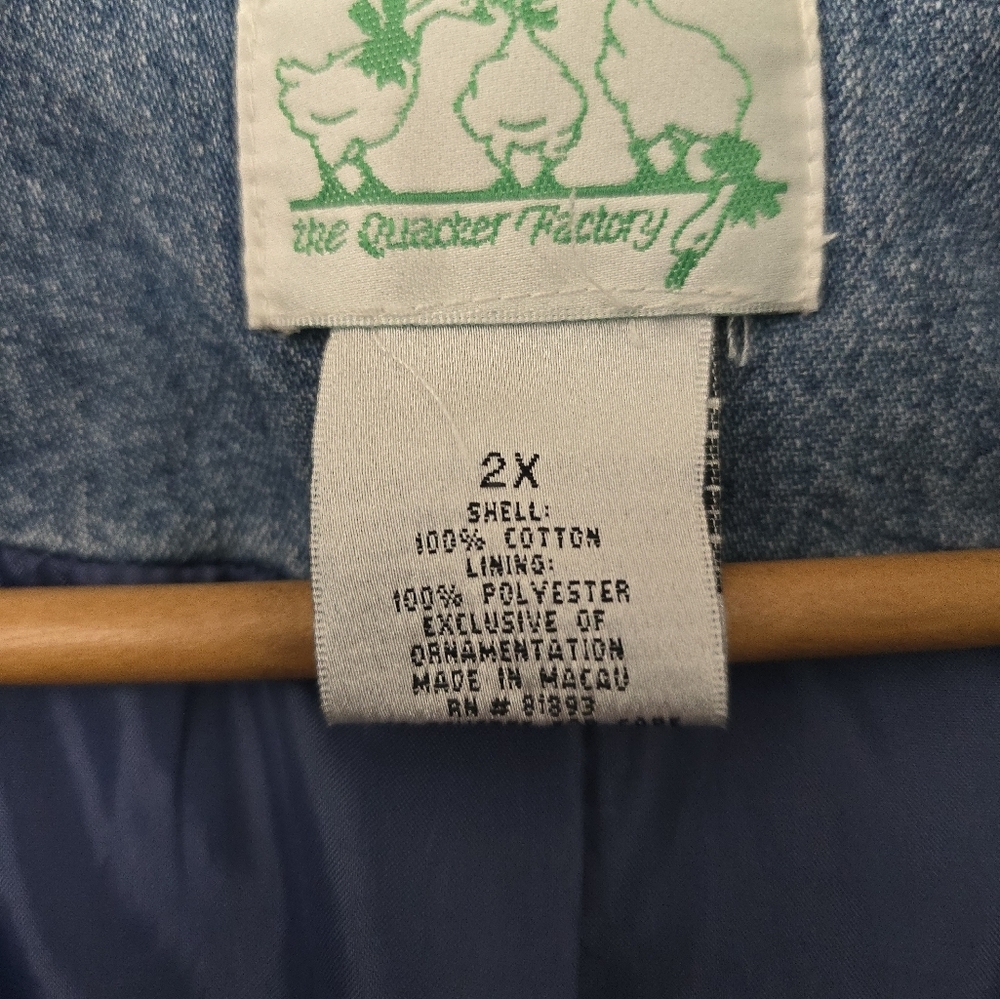 the Quacker Factory
2X
SHELL:
100% COTTON
LINING:
100% POLYESTER
EXCLUSIVE OF
ORNAMENTATION
MADE IN MACAU
RN # 81893